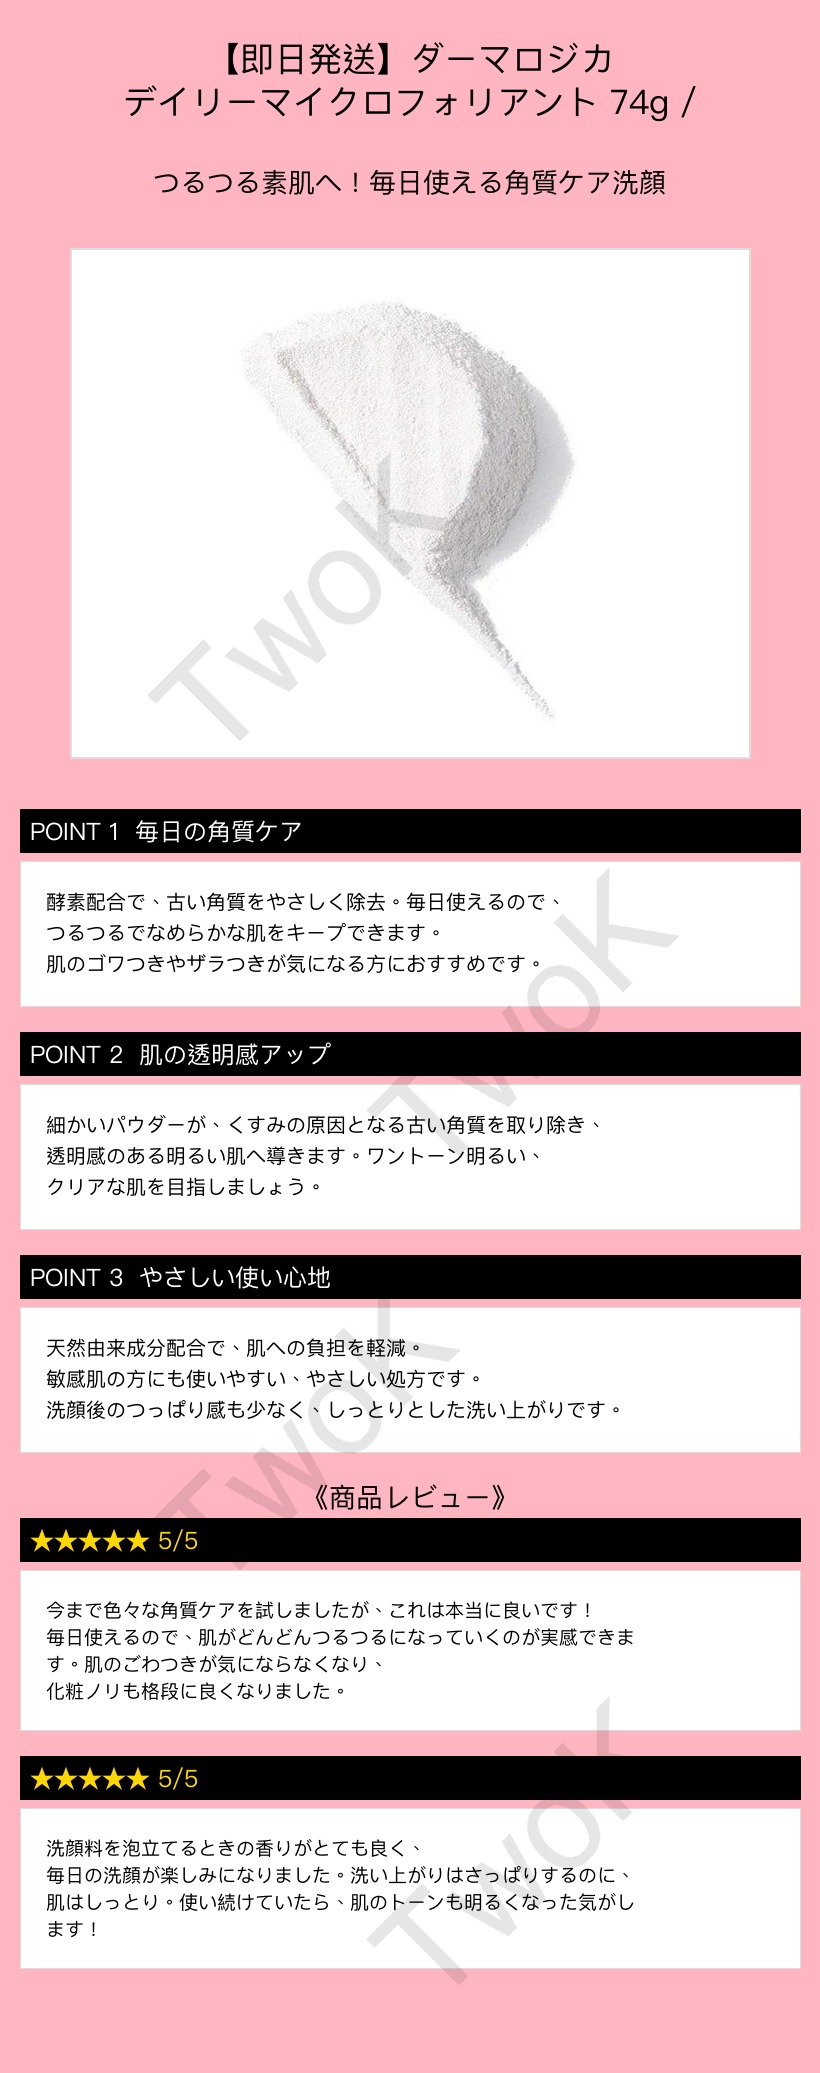 【即日発送】ダーマロジカ
デイリーマイクロフォリアント 74g /
つるつる素肌へ！毎日使える角質ケア洗顔
TwoK
POINT 1 毎日の角質ケア
酵素配合で、古い角質をやさしく除去。毎日使えるので、
つるつるでなめらかな肌をキープできます。
肌のゴワつきやザラつきが気になる方におすすめです。
TwoK
POINT 2 肌の透明感アップ
細かいパウダーが、くすみの原因となる古い角質を取り除き、
透明感のある明るい肌へ導きます。ワントーン明るい、
クリアな肌を目指しましょう。
POINT 3 やさしい使い心地
天然由来成分配合で、肌への負担を軽減。
敏感肌の方にも使いやすい、やさしい処方です。
洗顔後のつっぱり感も少なく、しっとりとした洗い上がりです。
TwoK
《商品レビュー》
★★★★★ 5/5
今まで色々な角質ケアを試しましたが、これは本当に良いです！
毎日使えるので、肌がどんどんつるつるになっていくのが実感できま
す。肌のごわつきが気にならなくなり、
化粧ノリも格段に良くなりました。
★★★★★ 5/5
洗顔料を泡立てるときの香りがとても良く、
毎日の洗顔が楽しみになりました。洗い上がりはさっぱりするのに、
肌はしっとり。使い続けていたら、肌のトーンも明るくなった気がし
ます！
TwoK